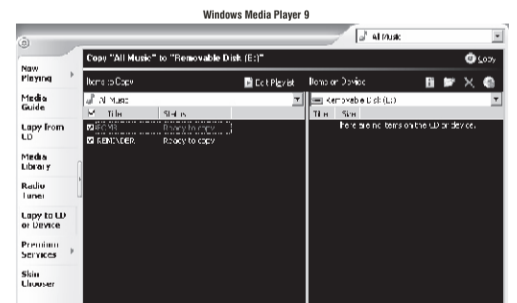 Windows Media Player 9
All Music
Copy "All Music" to "Removable Disk (E:)"
Copy
Now Playing
Items to Copy
Edit Playlist
Items on Device
Media Guide
All Music
Removable Disk (E:)
Title Status
Title Size
Copy from CD
Ready to copy
There are no items on the CD or device.
REMINDER
Ready to copy
Media Library
Radio Tuner
Copy to CD or Device
Premium Services
Skin Chooser